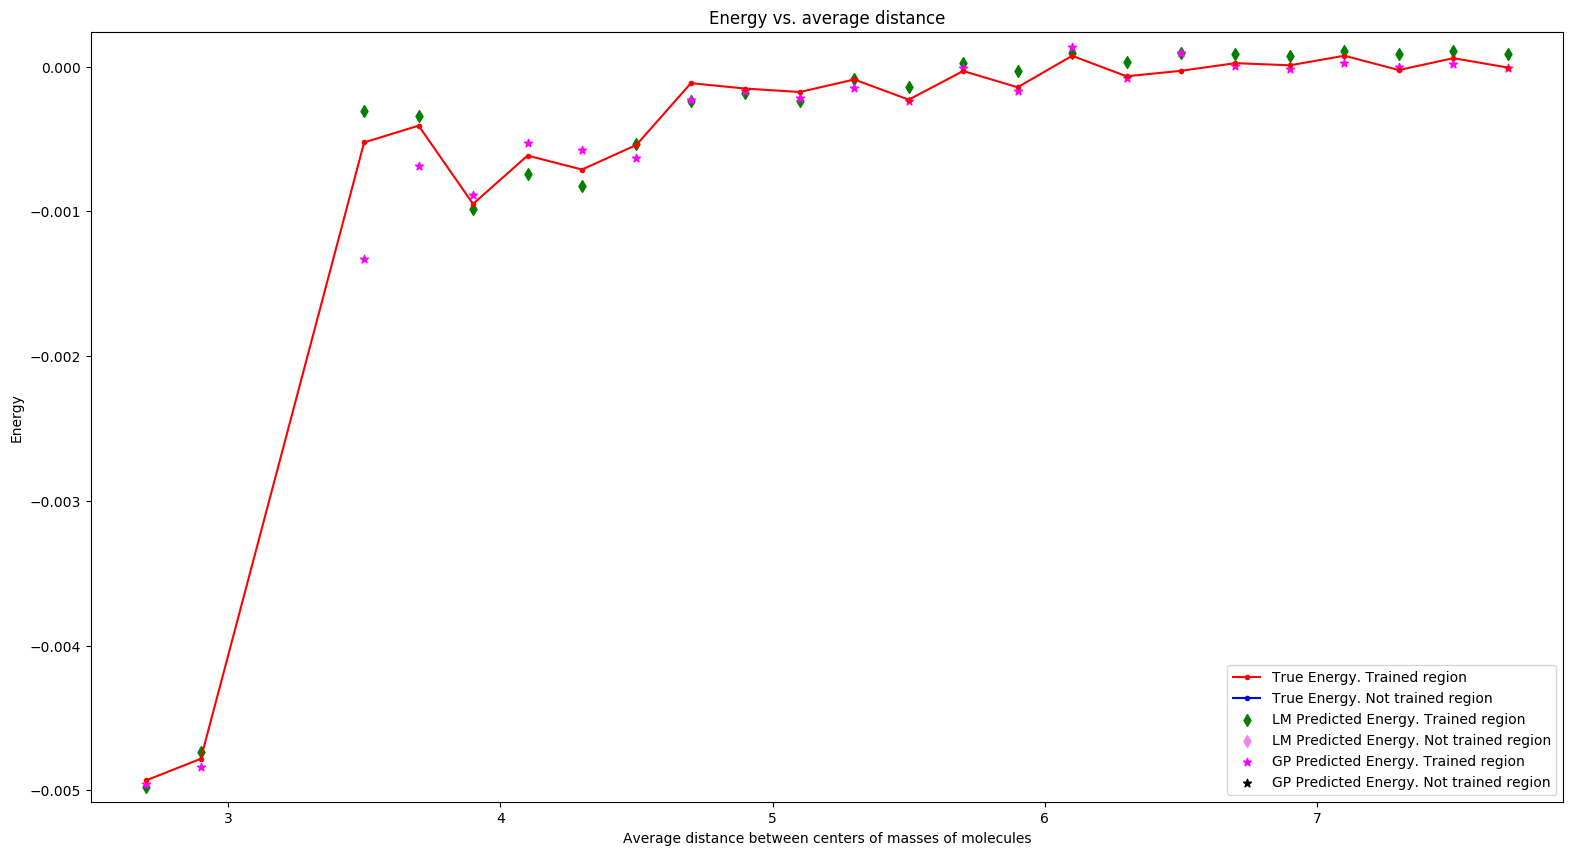 Energy vs. average distance
0.000
−0.001
−0.002
−0.003
−0.004
−0.005
Energy
3
4
5
6
7
Average distance between centers of masses of molecules
True Energy. Trained region
True Energy. Not trained region
LM Predicted Energy. Trained region
LM Predicted Energy. Not trained region
GP Predicted Energy. Trained region
GP Predicted Energy. Not trained region